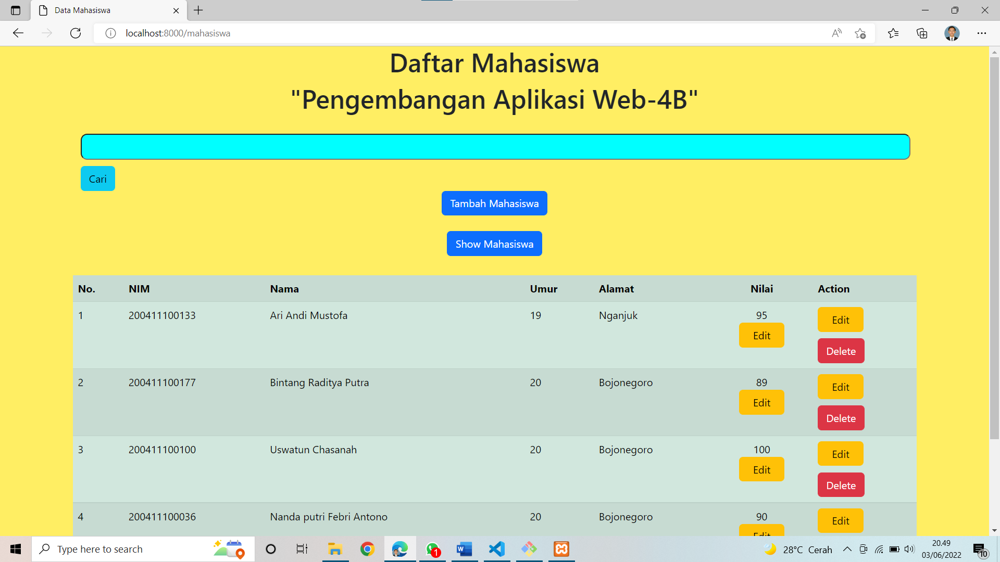 Data Mahasiswa
localhost:8000/mahasiswa
Daftar Mahasiswa
"Pengembangan Aplikasi Web-4B"
Cari
Tambah Mahasiswa
Show Mahasiswa
No. NIM Nama Umur Alamat Nilai Action
1 200411100133 Ari Andi Mustofa 19 Nganjuk 95 Edit
Edit
Delete
2 200411100177 Bintang Raditya Putra 20 Bojonegoro 89 Edit
Edit
Delete
3 200411100100 Uswatun Chasanah 20 Bojonegoro 100 Edit
Edit
Delete
4 200411100036 Nanda putri Febri Antono 20 Bojonegoro 90 Edit
Edit
Type here to search
1
28°C Cerah
20.49
03/06/2022
10